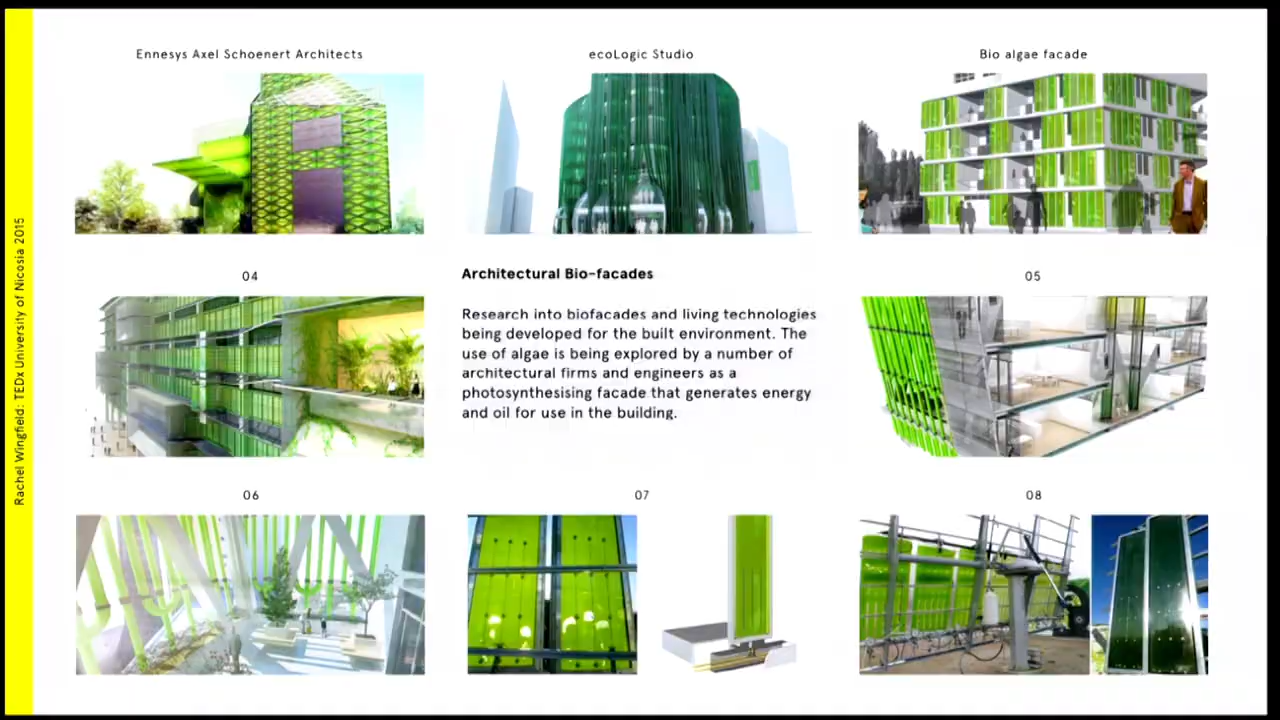 Ennesys Axel Schoenert Architects
ecoLogic Studio
Bio algae facade
Rachel Wingfield: TEDx University of Nicosia 2015
04
Architectural Bio-facades
05
Research into biofacades and living technologies
being developed for the built environment. The
use of algae is being explored by a number of
architectural firms and engineers as a
photosynthesising facade that generates energy
and oil for use in the building.
06
07
08